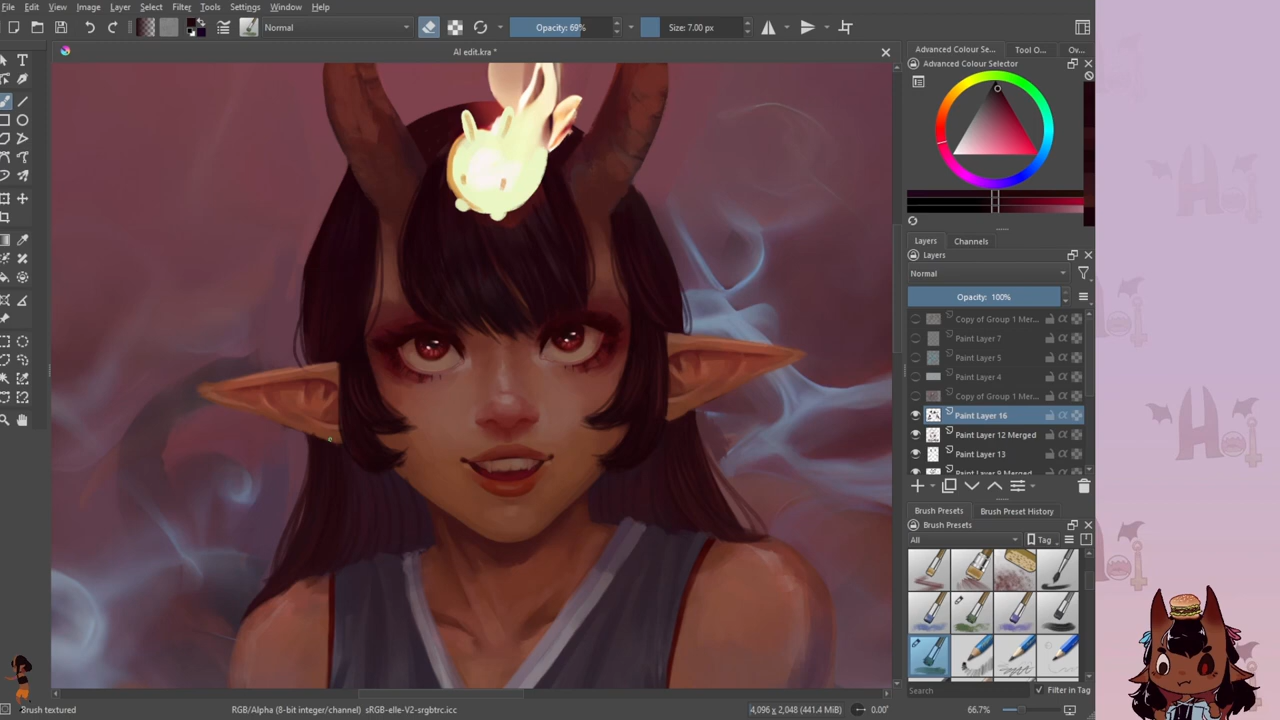 File Edit View Image Layer Select Filter Tools Settings Window Help
Normal Opacity: 69% Size: 7.00 px
AI edit.kra *
Advanced Colour Se... Tool O... Ov...
Advanced Colour Selector
Layers Channels
Layers
Normal
Opacity: 100%
Copy of Group 1 Mer...
Paint Layer 7
Paint Layer 5
Paint Layer 4
Copy of Group 1 Mer...
Paint Layer 16
Paint Layer 12 Merged
Paint Layer 13
Paint Layer 9 Merged
Brush Presets Brush Preset History
Brush Presets
All Tag
Search Filter in Tag
Brush textured RGB/Alpha (8-bit integer/channel) sRGB-elle-V2-srgbtrc.icc 4,096 x 2,048 (441.4 MiB) 0.00° 66.7%